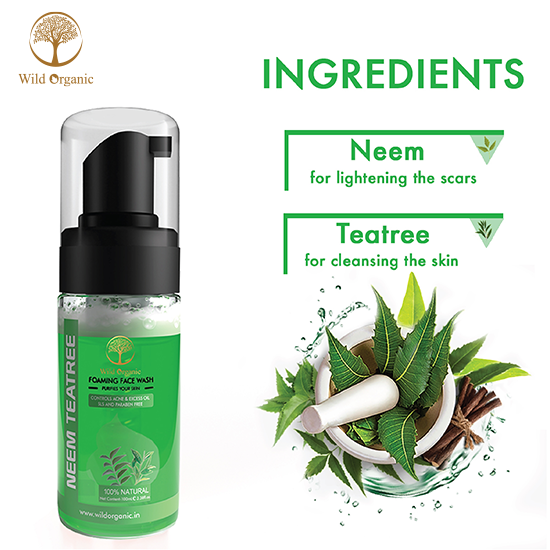 Wild Organic
INGREDIENTS
Neem
for lightening the scars
Teatree
for cleansing the skin
NEEM TEATREE
Wild Organic
FOAMING FACE WASH
PURIFIES YOUR SKIN
CONTROLS ACNE & EXCESS OIL
SLS AND PARABEN FREE
100% NATURAL
www.wildorganic.in